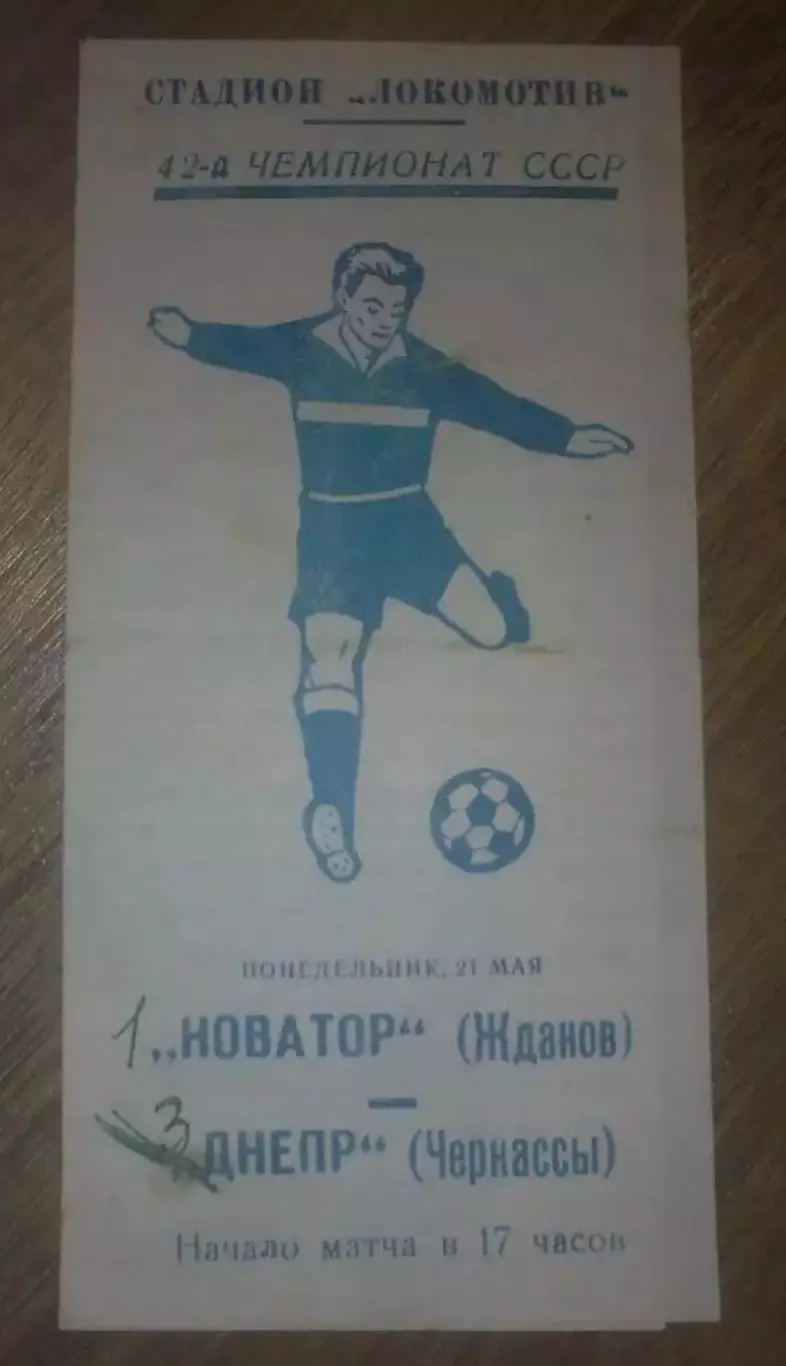 СТАДИОН „ЛОКОМОТИВ“
42-й ЧЕМПИОНАТ СССР
ПОНЕДЕЛЬНИК, 21 МАЯ
1 „НОВАТОР“ (Жданов)
—
3 ДНЕПР“ (Черкассы)
Начало матча в 17 часов